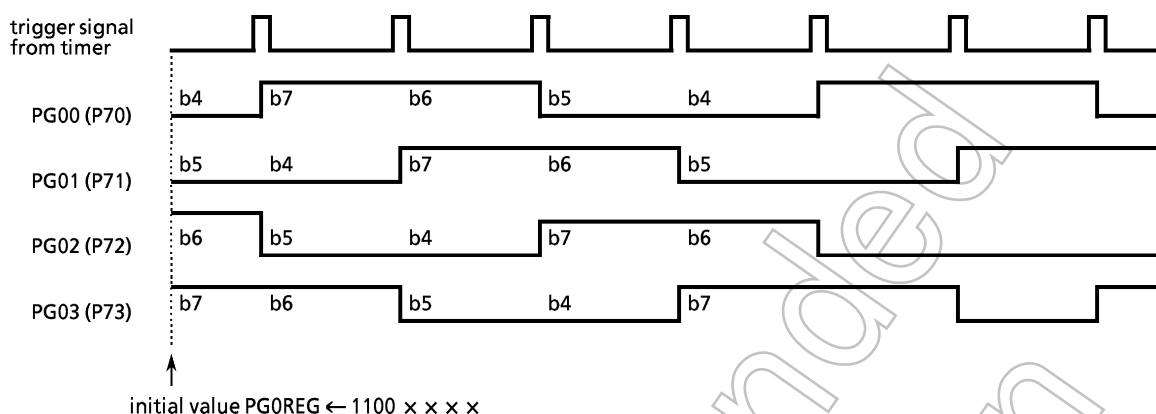 trigger signal
from timer
PG00 (P70)
b4 b7 b6 b5 b4
PG01 (P71)
b5 b4 b7 b6 b5
PG02 (P72)
b6 b5 b4 b7 b6
PG03 (P73)
b7 b6 b5 b4 b7
initial value PG0REG ← 1100 × × × ×